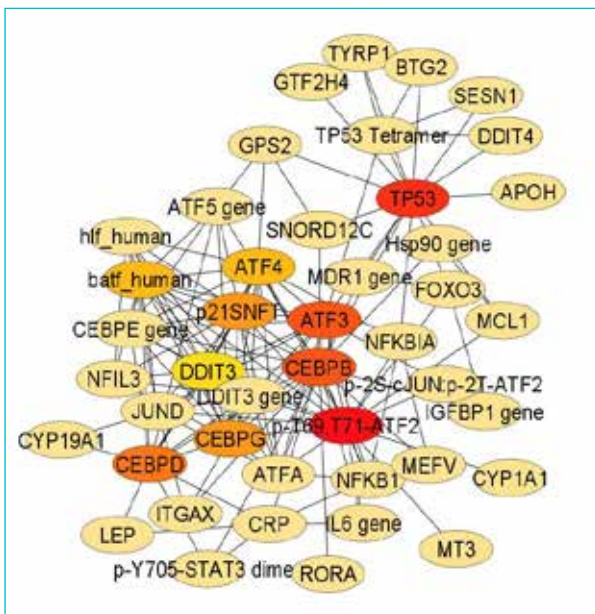 TYRP1
BTG2
GTF2H4
SESN1
TP53 Tetramer
DDIT4
GPS2
TP53
APOH
ATF5 gene
SNORD12C
Hsp90 gene
hlf_human
ATF4
MDR1 gene
FOXO3
batf_human
p21SNFT
ATF3
MCL1
CEBPE gene
NFKBIA
CEBPB
DDIT3
p-2S-cJUN:p-2T-ATF2
NFIL3
DDIT3 gene
IGFBP1 gene
JUND
p-T69,T71-ATF2
CYP19A1
CEBPG
CEBPD
ATFA
NFKB1
MEFV
CYP1A1
ITGAX
LEP
CRP
IL6 gene
MT3
p-Y705-STAT3 dime
RORA